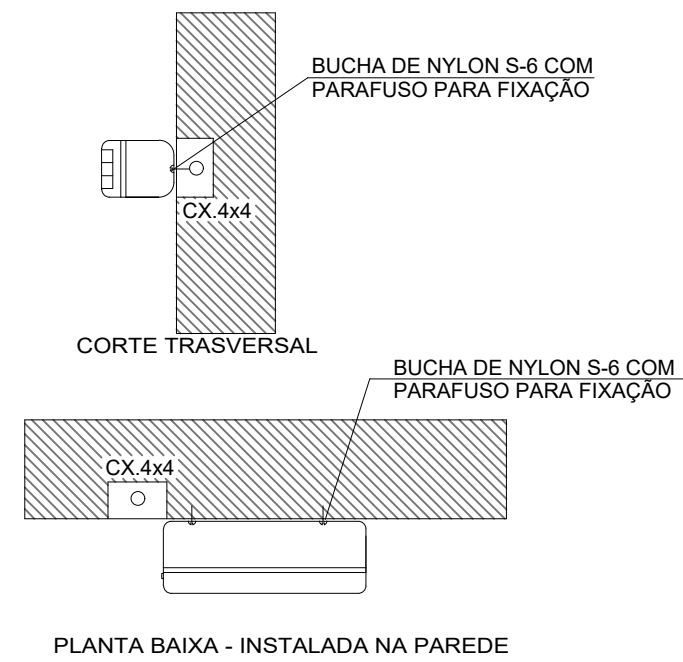 BUCHA DE NYLON S-6 COM
PARAFUSO PARA FIXAÇÃO
CX.4x4
CORTE TRASVERSAL
BUCHA DE NYLON S-6 COM
PARAFUSO PARA FIXAÇÃO
CX.4x4
PLANTA BAIXA - INSTALADA NA PAREDE